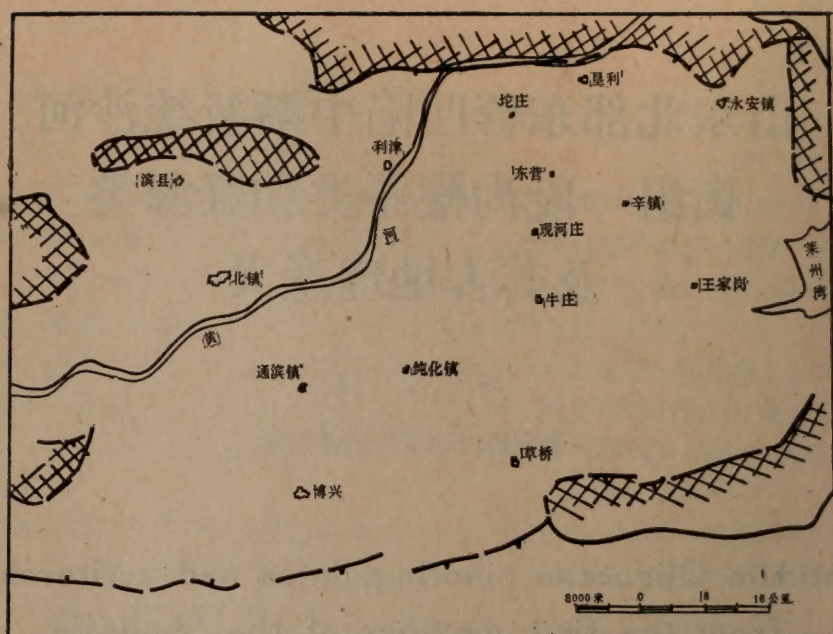 垦利
坨庄
永安镇
利津
滨县
东营
辛镇
现河庄
河
莱州湾
北镇
王家岗
牛庄
黄
通滨镇
纯化镇
草桥
博兴
8000米 0 8 16公里